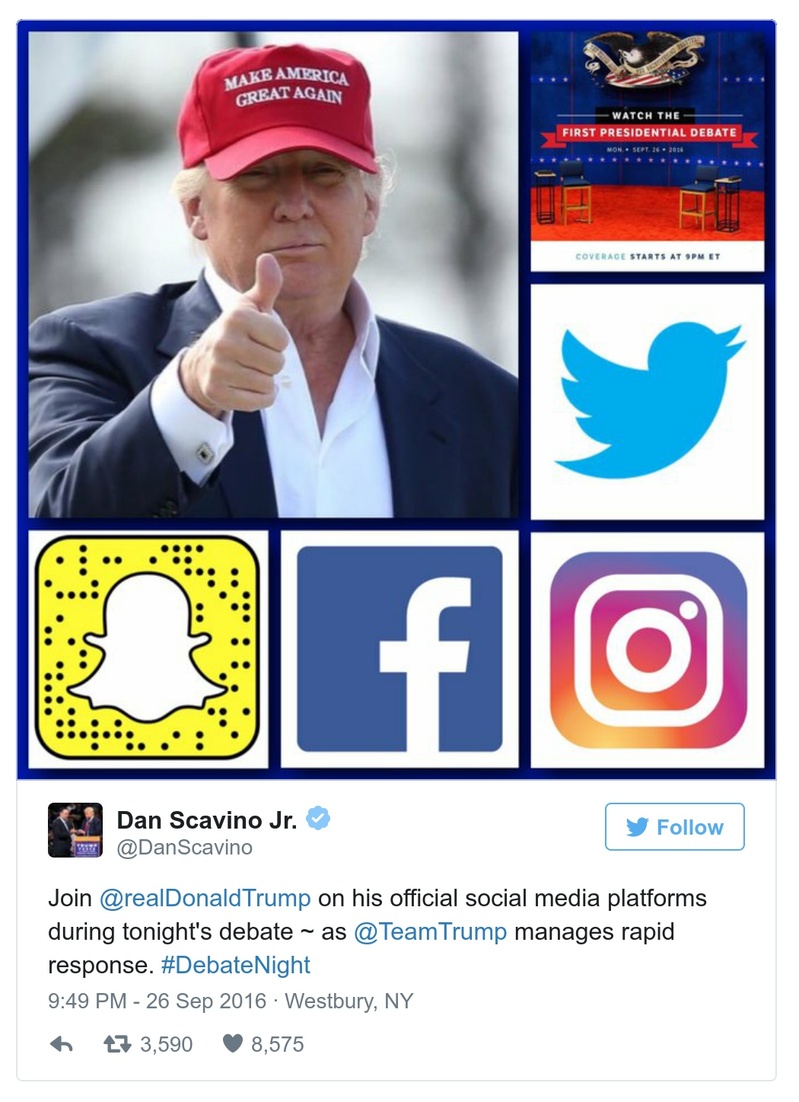 MAKE AMERICA
GREAT AGAIN
WATCH THE
FIRST PRESIDENTIAL DEBATE
MON. • SEPT. 26 • 2016
COVERAGE STARTS AT 9PM ET
Dan Scavino Jr.
@DanScavino
Follow
Join @realDonaldTrump on his official social media platforms
during tonight's debate ~ as @TeamTrump manages rapid
response. #DebateNight
9:49 PM - 26 Sep 2016 · Westbury, NY
3,590 8,575